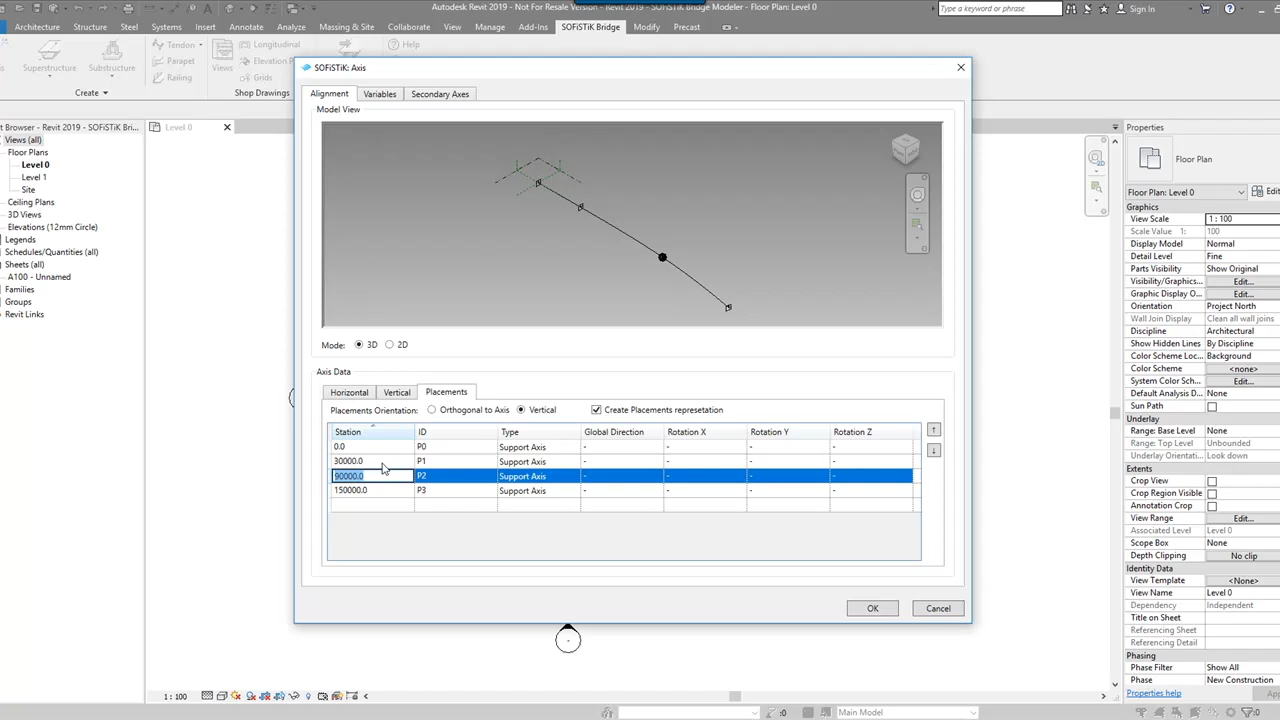 Autodesk Revit 2019 - Not For Resale Version - Revit 2019 - SOFiSTiK Bridge Modeler - Floor Plan: Level 0
Type a keyword or phrase
Sign In
Architecture Structure Steel Systems Insert Annotate Analyze Massing & Site Collaborate View Manage Add-Ins SOFiSTiK Bridge Modify Precast
Superstructure
Substructure
Tendon
Parapet
Railing
Views
Longitudinal
Elevation P
Grids
Help
Create
Shop Drawings
t Browser - Revit 2019 - SOFiSTiK Bri...
Views (all)
Floor Plans
Level 0
Level 1
Site
Ceiling Plans
3D Views
Elevations (12mm Circle)
Legends
Schedules/Quantities (all)
Sheets (all)
A100 - Unnamed
Families
Groups
Revit Links
Level 0
SOFiSTiK: Axis
Alignment Variables Secondary Axes
Model View
Mode: 3D 2D
Axis Data
Horizontal Vertical Placements
Placements Orientation: Orthogonal to Axis Vertical Create Placements represetation
Station ID Type Global Direction Rotation X Rotation Y Rotation Z
0.0 P0 Support Axis - - - -
30000.0 P1 Support Axis - - - -
90000.0 P2 Support Axis - - - -
150000.0 P3 Support Axis - - - -
OK Cancel
Properties
Floor Plan
Floor Plan: Level 0 Edit
Graphics
View Scale 1 : 100
Scale Value 1: 100
Display Model Normal
Detail Level Fine
Parts Visibility Show Original
Visibility/Graphics... Edit...
Graphic Display O... Edit...
Orientation Project North
Wall Join Display Clean all wall joins
Discipline Architectural
Show Hidden Lines By Discipline
Color Scheme Loc... Background
Color Scheme <none>
System Color Sch... Edit...
Default Analysis D... None
Sun Path
Underlay
Range: Base Level None
Range: Top Level Unbounded
Underlay Orientati... Look down
Extents
Crop View
Crop Region Visible
Annotation Crop
View Range Edit...
Associated Level Level 0
Scope Box None
Depth Clipping No clip
Identity Data
View Template <None>
View Name Level 0
Dependency Independent
Title on Sheet
Referencing Sheet
Referencing Detail
Phasing
Phase Filter Show All
Phase New Construction
Properties help
1 : 100
:0
Main Model
:0